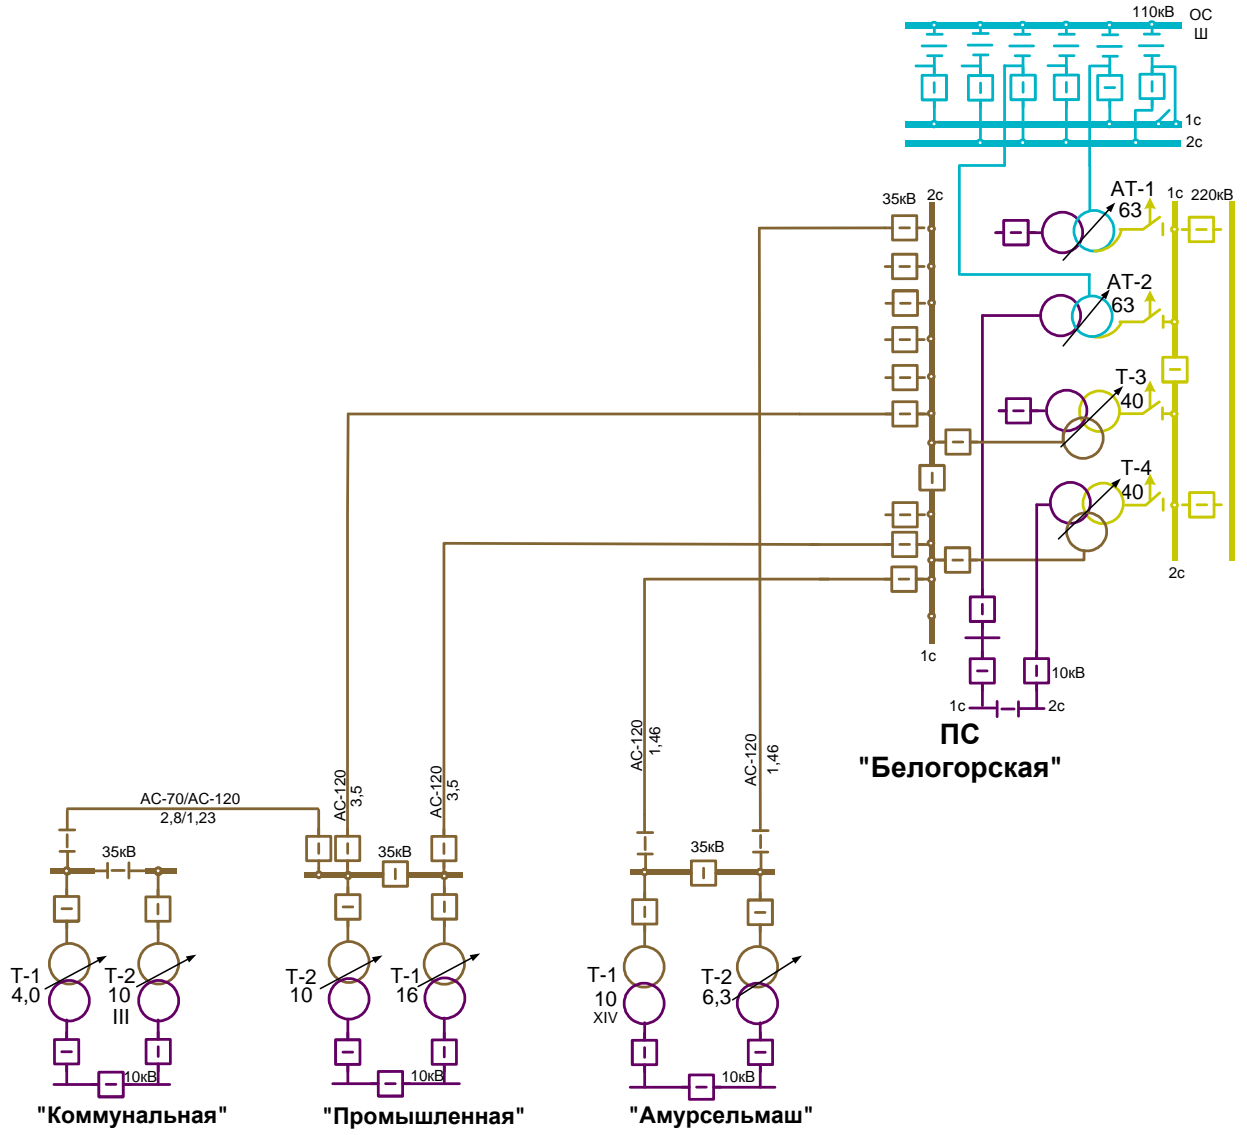 110кВ
ОС
Ш
1с
2с
35кВ
2с
АТ-1
63
1с
220кВ
АТ-2
63
Т-3
40
Т-4
40
2с
1с
10кВ
1с
2с
ПС
"Белогорская"
АС-120
1,46
АС-120
1,46
АС-120
3,5
АС-120
3,5
АС-70/АС-120
2,8/1,23
35кВ
35кВ
35кВ
Т-1
4,0
Т-2
10
III
Т-2
10
Т-1
16
Т-1
10
XIV
Т-2
6,3
10кВ
10кВ
10кВ
"Коммунальная"
"Промышленная"
"Амурсельмаш"